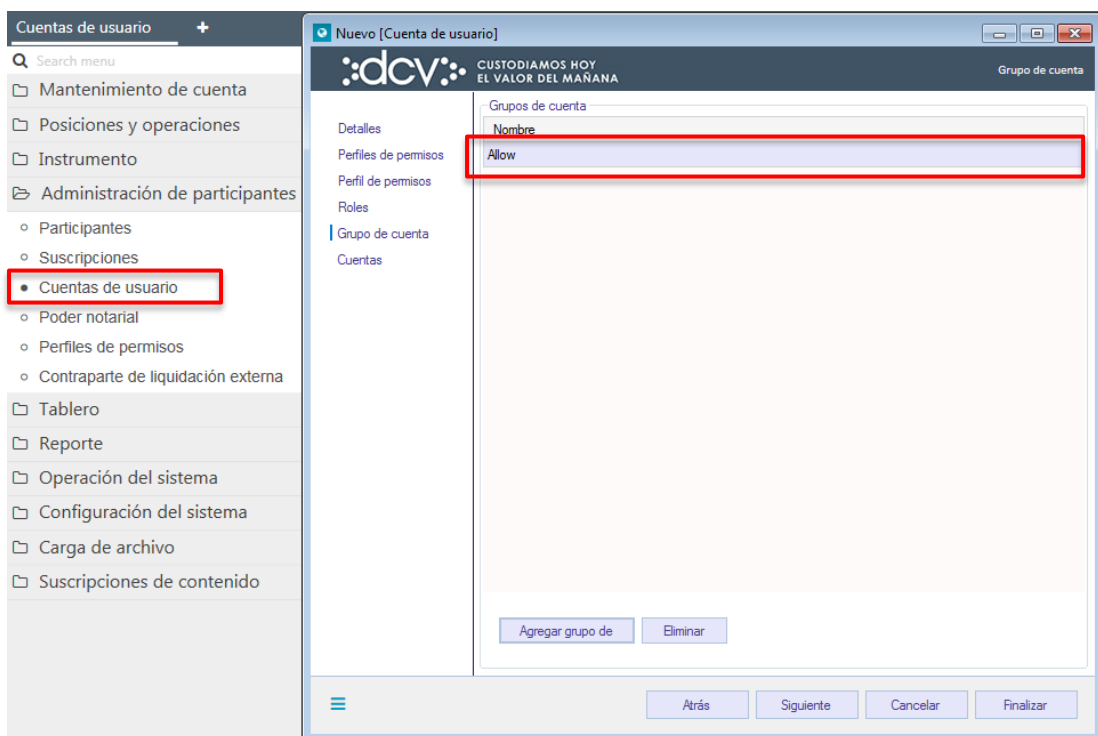 Cuentas de usuario +
Search menu
Mantenimiento de cuenta
Posiciones y operaciones
Instrumento
Administración de participantes
Participantes
Suscripciones
Cuentas de usuario
Poder notarial
Perfiles de permisos
Contraparte de liquidación externa
Tablero
Reporte
Operación del sistema
Configuración del sistema
Carga de archivo
Suscripciones de contenido
Nuevo [Cuenta de usuario]
dcv
CUSTODIAMOS HOY
EL VALOR DEL MAÑANA
Grupo de cuenta
Detalles
Perfiles de permisos
Perfil de permisos
Roles
Grupo de cuenta
Cuentas
Grupos de cuenta
Nombre
Allow
Agregar grupo de
Eliminar
Atrás
Siguiente
Cancelar
Finalizar